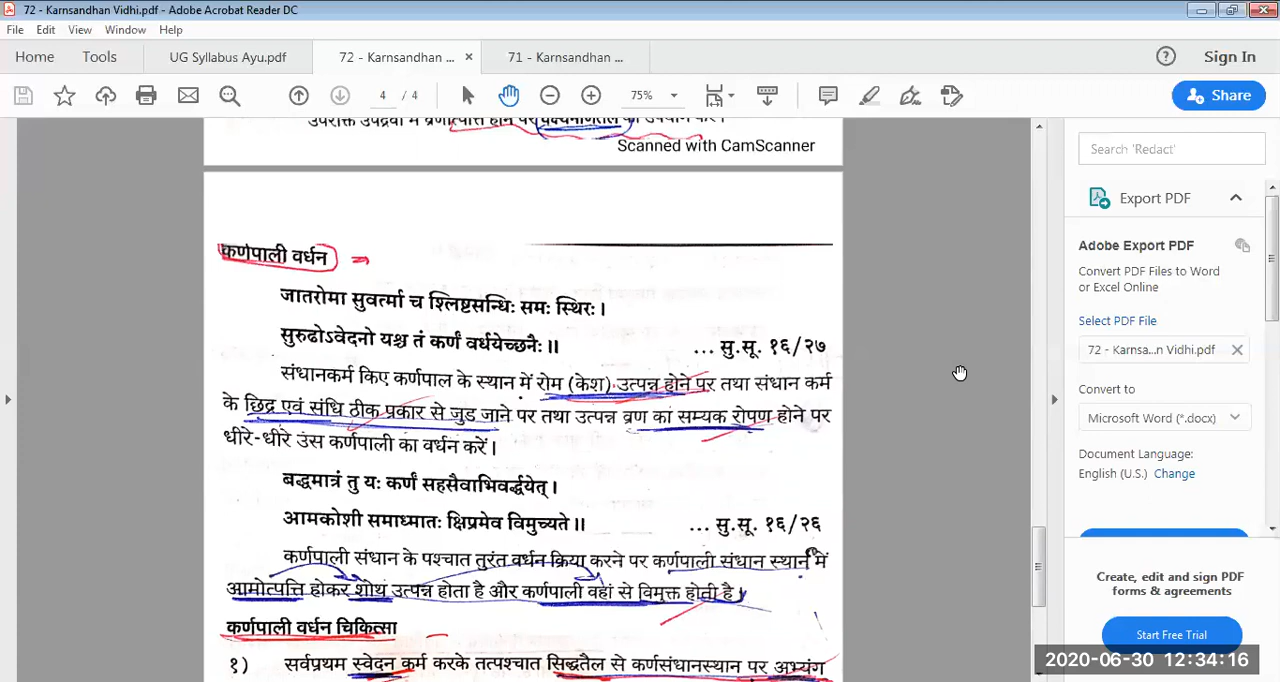 72 - Karnsandhan Vidhi.pdf - Adobe Acrobat Reader DC
File Edit View Window Help
Home Tools UG Syllabus Ayu.pdf 72 - Karnsandhan ... × 71 - Karnsandhan ... Sign In
4 / 4 75% Share
Scanned with CamScanner
कर्णपाली वर्धन
जातरोमा सुवर्त्मा च श्लिष्टसन्धिः समः स्थिरः।
सुरुढोऽवेदनो यश्च तं कर्णं वर्धयेच्छनैः॥ ... सु.सू. १६/२७
संधानकर्म किए कर्णपाल के स्थान में रोम (केश) उत्पन्न होने पर तथा संधान कर्म
के छिद्र एवं संधि ठीक प्रकार से जुड जाने पर तथा उत्पन्न व्रण कां सम्यक रोपण होने पर
धीरे-धीरे उस कर्णपाली का वर्धन करें।
बद्धमात्रं तु यः कर्णं सहसैवाभिवर्द्धयेत्।
आमकोशी समाध्मातः क्षिप्रमेव विमुच्यते॥ ... सु.सू. १६/२६
कर्णपाली संधान के पश्चात तुरंत वर्धन क्रिया करने पर कर्णपाली संधान स्थान में
आमोत्पत्ति होकर शोथ उत्पन्न होता है और कर्णपाली वहां से विमुक्त होती है।
कर्णपाली वर्धन चिकित्सा
१) सर्वप्रथम स्वेदन कर्म करके तत्पश्चात सिद्धतैल से कर्णसंधानस्थान पर अभ्यंग
Search 'Redact'
Export PDF
Adobe Export PDF
Convert PDF Files to Word
or Excel Online
Select PDF File
72 - Karnsa...n Vidhi.pdf
Convert to
Microsoft Word (*.docx)
Document Language:
English (U.S.) Change
Create, edit and sign PDF
forms & agreements
Start Free Trial
2020-06-30 12:34:16